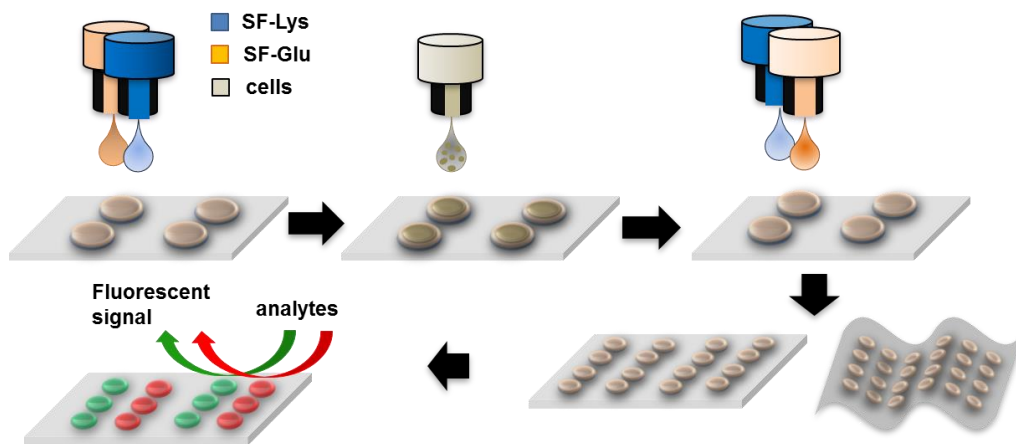 SF-Lys
SF-Glu
cells
Fluorescent
signal
analytes